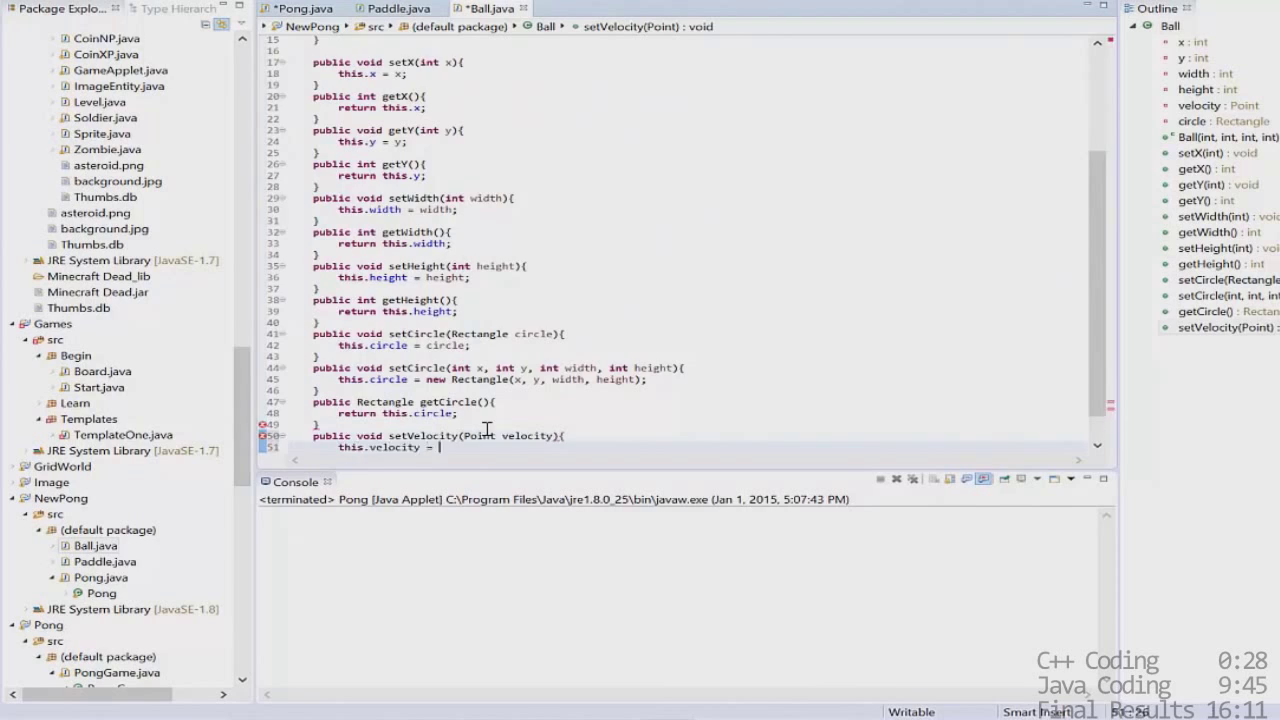 Package Explo...
Type Hierarch
CoinNP.java
CoinXP.java
GameApplet.java
ImageEntity.java
Level.java
Soldier.java
Sprite.java
Zombie.java
asteroid.png
background.jpg
Thumbs.db
asteroid.png
background.jpg
Thumbs.db
JRE System Library [JavaSE-1.7]
Minecraft Dead_lib
Minecraft Dead.jar
Thumbs.db
Games
src
Begin
Board.java
Start.java
Learn
Templates
TemplateOne.java
JRE System Library [JavaSE-1.7]
GridWorld
Image
NewPong
src
(default package)
Ball.java
Paddle.java
Pong.java
Pong
JRE System Library [JavaSE-1.8]
Pong
src
(default package)
PongGame.java
*Pong.java
Paddle.java
*Ball.java
NewPong
src
(default package)
Ball
setVelocity(Point) : void
15 }
16
17 public void setX(int x){
18 this.x = x;
19 }
20 public int getX(){
21 return this.x;
22 }
23 public void getY(int y){
24 this.y = y;
25 }
26 public int getY(){
27 return this.y;
28 }
29 public void setWidth(int width){
30 this.width = width;
31 }
32 public int getWidth(){
33 return this.width;
34 }
35 public void setHeight(int height){
36 this.height = height;
37 }
38 public int getHeight(){
39 return this.height;
40 }
41 public void setCircle(Rectangle circle){
42 this.circle = circle;
43 }
44 public void setCircle(int x, int y, int width, int height){
45 this.circle = new Rectangle(x, y, width, height);
46 }
47 public Rectangle getCircle(){
48 return this.circle;
49 }
50 public void setVelocity(Point velocity){
51 this.velocity =
Console
<terminated> Pong [Java Applet] C:\Program Files\Java\jre1.8.0_25\bin\javaw.exe (Jan 1, 2015, 5:07:43 PM)
Outline
Ball
x : int
y : int
width : int
height : int
velocity : Point
circle : Rectangle
Ball(int, int, int, int)
setX(int) : void
getX() : int
getY(int) : void
getY() : int
setWidth(int) : void
getWidth() : int
setHeight(int) : void
getHeight() : int
setCircle(Rectangle
setCircle(int, int, int,
getCircle() : Rectan
setVelocity(Point) :
C++ Coding 0:28
Java Coding 9:45
Final Results 16:11
Writable
Smart Insert